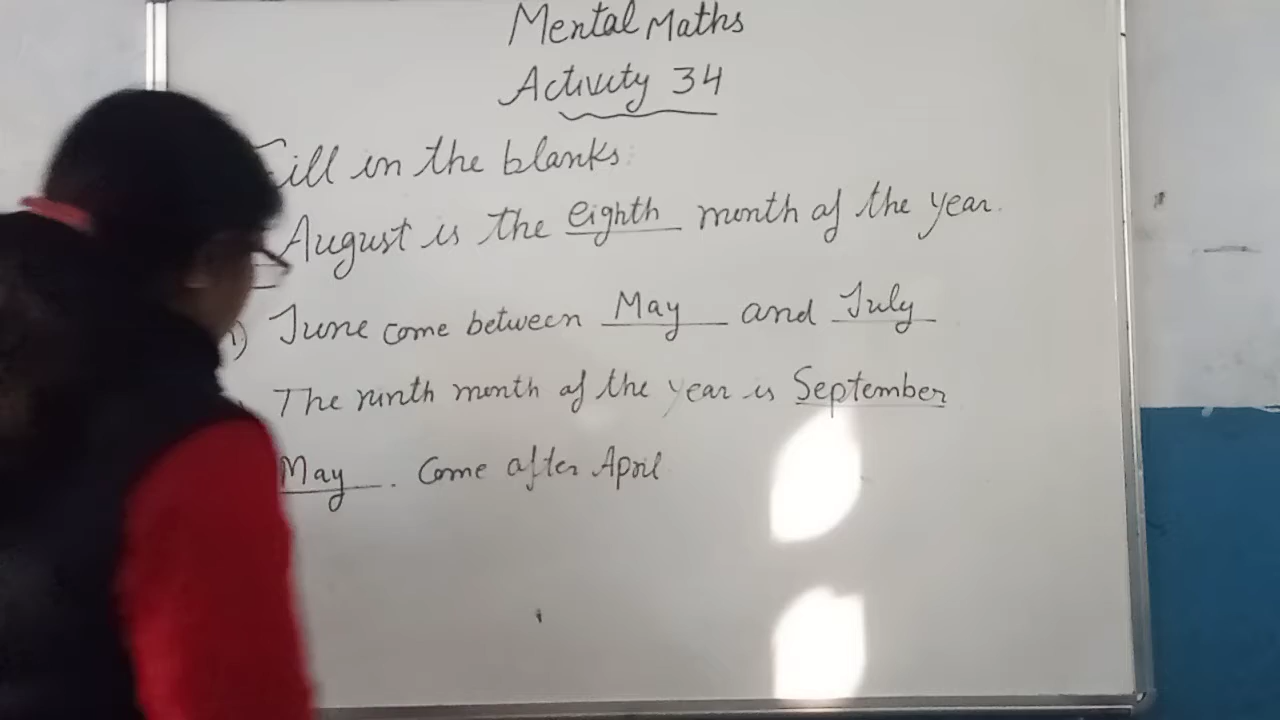 Mental Maths
Activity 34
Fill in the blanks
August is the eighth month of the year.
June come between May and July
The ninth month of the year is September
May. Come after April